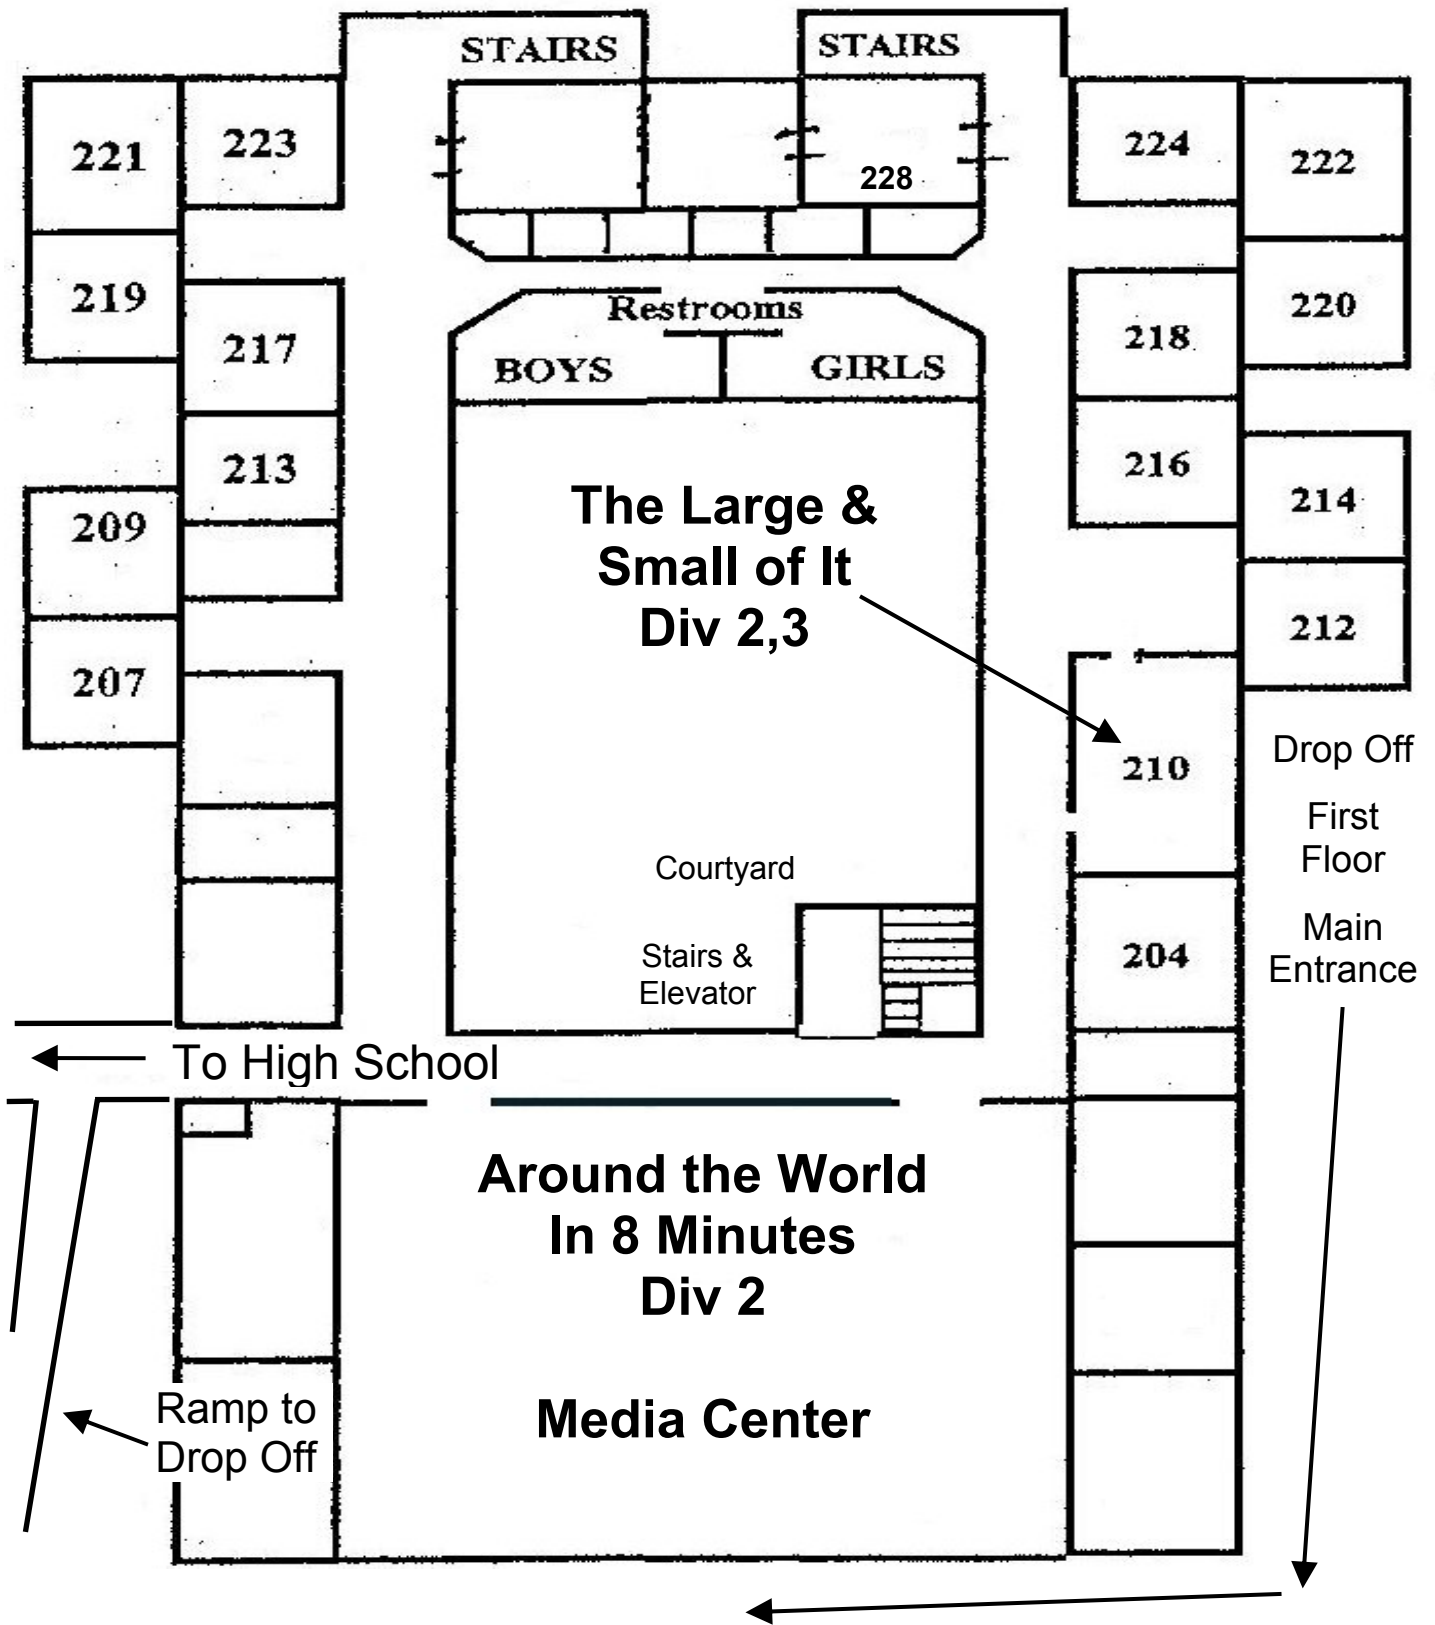 STAIRS
STAIRS
221
223
224
222
228
219
217
Restrooms
BOYS
GIRLS
218
220
213
216
209
214
The Large &
Small of It
Div 2,3
207
212
210
Drop Off
First
Floor
Main
Entrance
Courtyard
Stairs &
Elevator
204
To High School
Around the World
In 8 Minutes
Div 2
Media Center
Ramp to
Drop Off